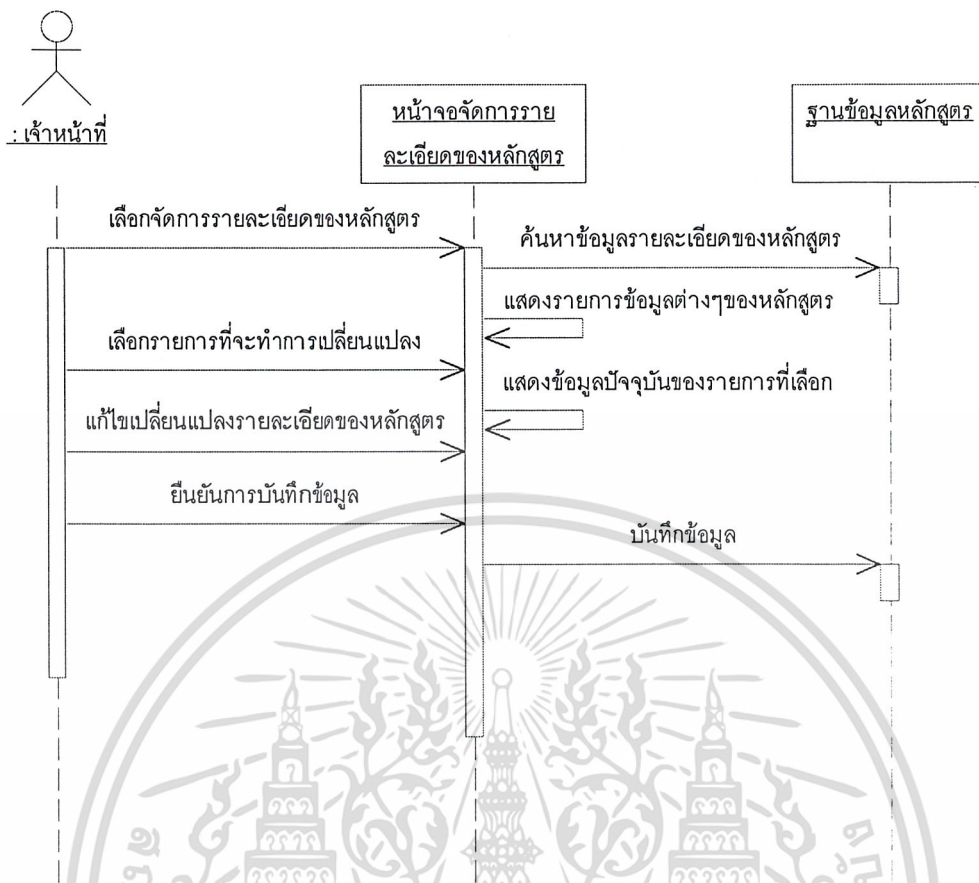 : เจ้าหน้าที่
หน้าจอจัดการราย
ละเอียดของหลักสูตร
ฐานข้อมูลหลักสูตร
เลือกจัดการรายละเอียดของหลักสูตร
ค้นหาข้อมูลรายละเอียดของหลักสูตร
แสดงรายการข้อมูลต่างๆของหลักสูตร
เลือกรายการที่จะทำการเปลี่ยนแปลง
แสดงข้อมูลปัจจุบันของรายการที่เลือก
แก้ไขเปลี่ยนแปลงรายละเอียดของหลักสูตร
ยืนยันการบันทึกข้อมูล
บันทึกข้อมูล